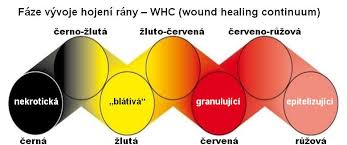 Fáze vývoje hojení rány – WHC (wound healing continuum)
černo-žlutá žluto-červená červeno-růžová
nekrotická „blátivá“ granulující epitelizující
černá žlutá červená růžová